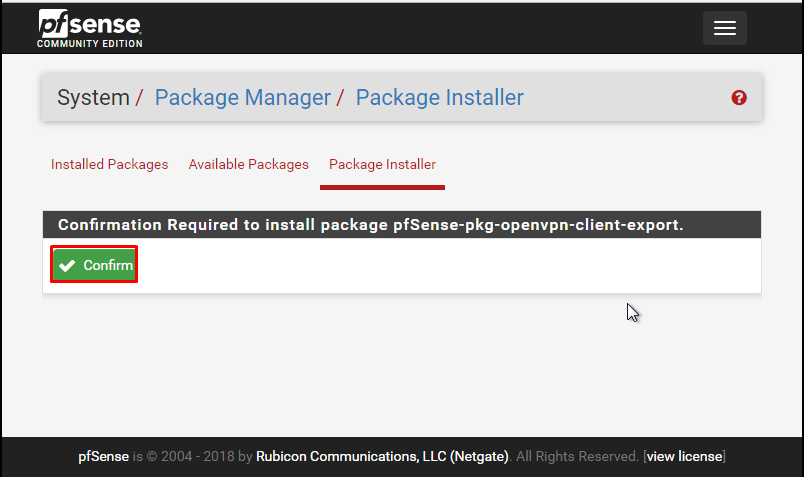 pfsense
COMMUNITY EDITION
System / Package Manager / Package Installer
Installed Packages Available Packages Package Installer
Confirmation Required to install package pfSense-pkg-openvpn-client-export.
Confirm
pfSense is © 2004 - 2018 by Rubicon Communications, LLC (Netgate). All Rights Reserved. [view license]